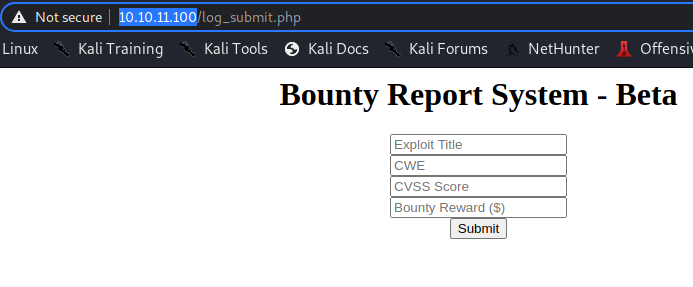 Not secure | 10.10.11.100/log_submit.php
Linux Kali Training Kali Tools Kali Docs Kali Forums NetHunter Offensiv
Bounty Report System - Beta
Exploit Title
CWE
CVSS Score
Bounty Reward ($)
Submit